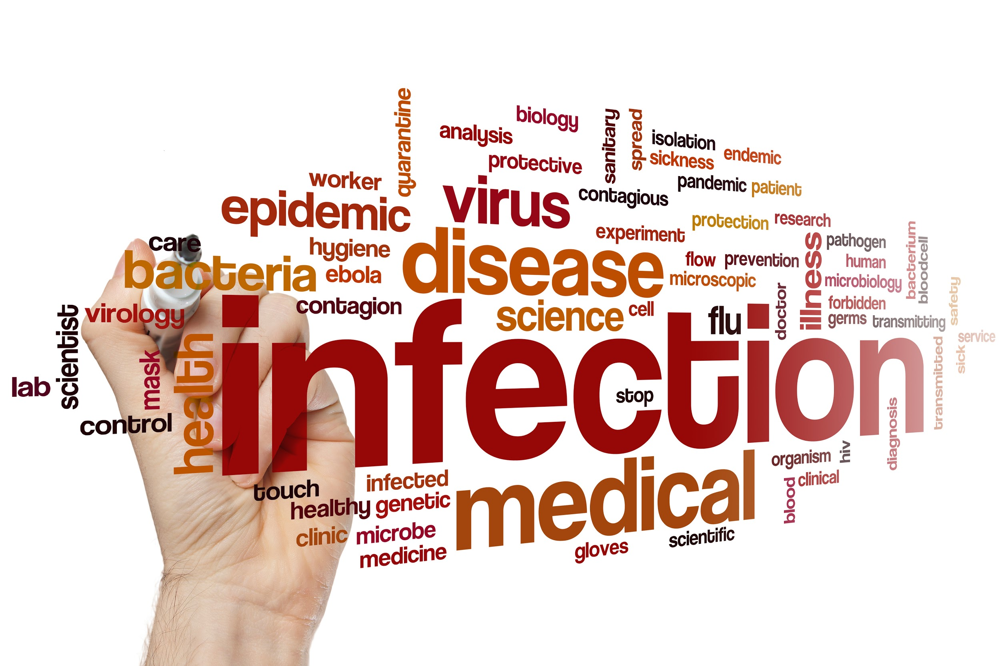 quarantine
biology
analysis
sanitary
spread
isolation
endemic
sickness
protective
worker
pandemic patient
epidemic
virus
contagious
protection
research
experiment
care
hygiene
disease
flow prevention
illness
pathogen
bacterium
bloodcell
human
bacteria
ebola
microscopic
microbiology
safety
scientist
virology
contagion
science
cell
flu
doctor
forbidden
germs
transmitting
service
sick
transmitted
lab
mask
health
infection
stop
control
diagnosis
organism
hiv
touch
infected
medical
clinical
blood
healthy genetic
clinic
microbe
scientific
medicine
gloves